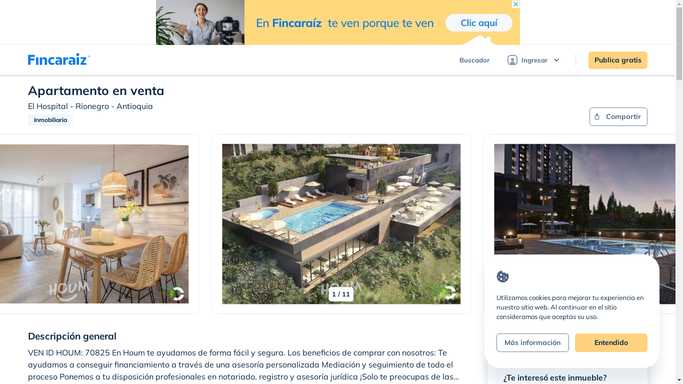 En Fincaraíz te ven porque te ven
Clic aquí
Fincaraíz
Buscador
Ingresar
Publica gratis
Apartamento en venta
El Hospital - Rionegro - Antioquia
Inmobiliaria
Compartir
HOUM
1 / 11
Utilizamos cookies para mejorar tu experiencia en
nuestro sitio web. Al continuar en el sitio
consideramos que aceptas su uso.
Más información
Entendido
Descripción general
VEN ID HOUM: 70825 En Houm te ayudamos de forma fácil y segura. Los beneficios de comprar con nosotros: Te
ayudamos a conseguir financiamiento a través de una asesoría personalizada Mediación y seguimiento de todo el
proceso Ponemos a tu disposición profesionales en notariado, registro y asesoría jurídica ¡Solo te preocupas de las...
¿Te interesó este inmueble?